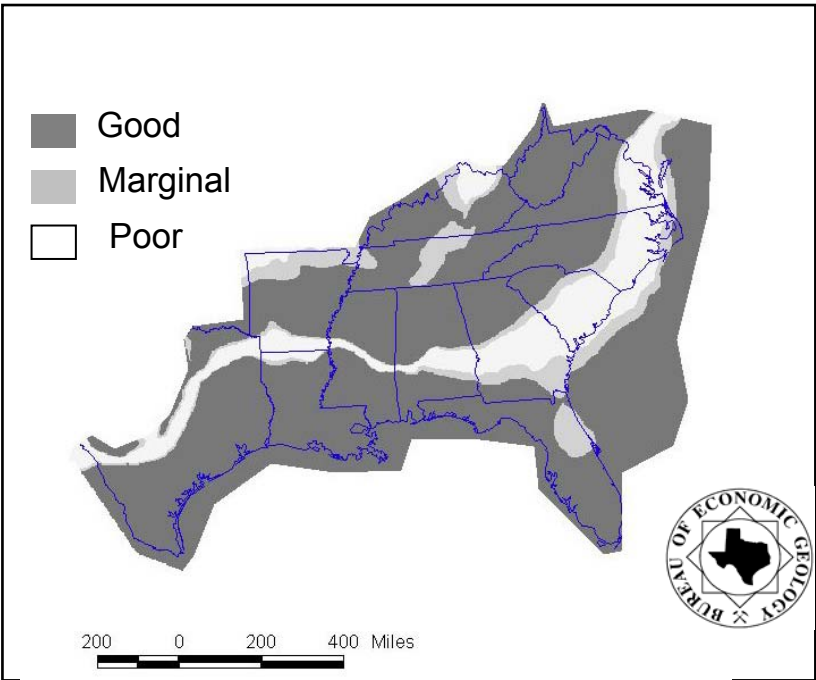 Good
Marginal
Poor
BUREAU OF ECONOMIC GEOLOGY
200 0 200 400 Miles